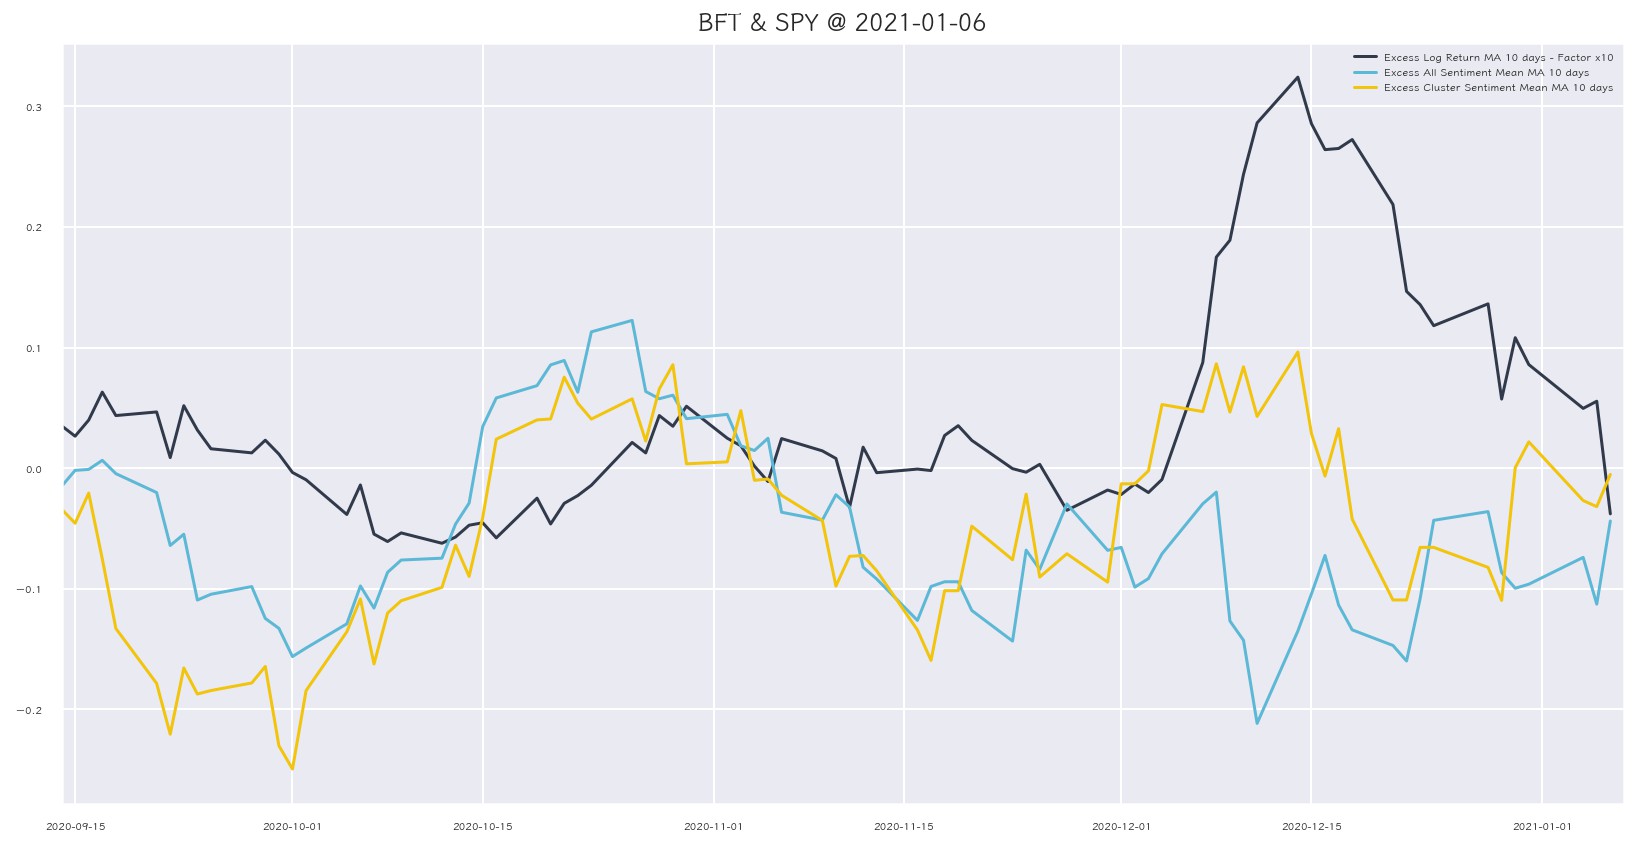 BFT & SPY @ 2021-01-06
Excess Log Return MA 10 days - Factor x10
Excess All Sentiment Mean MA 10 days
Excess Cluster Sentiment Mean MA 10 days
0.3
0.2
0.1
0.0
−0.1
−0.2
2020-09-15 2020-10-01 2020-10-15 2020-11-01 2020-11-15 2020-12-01 2020-12-15 2021-01-01